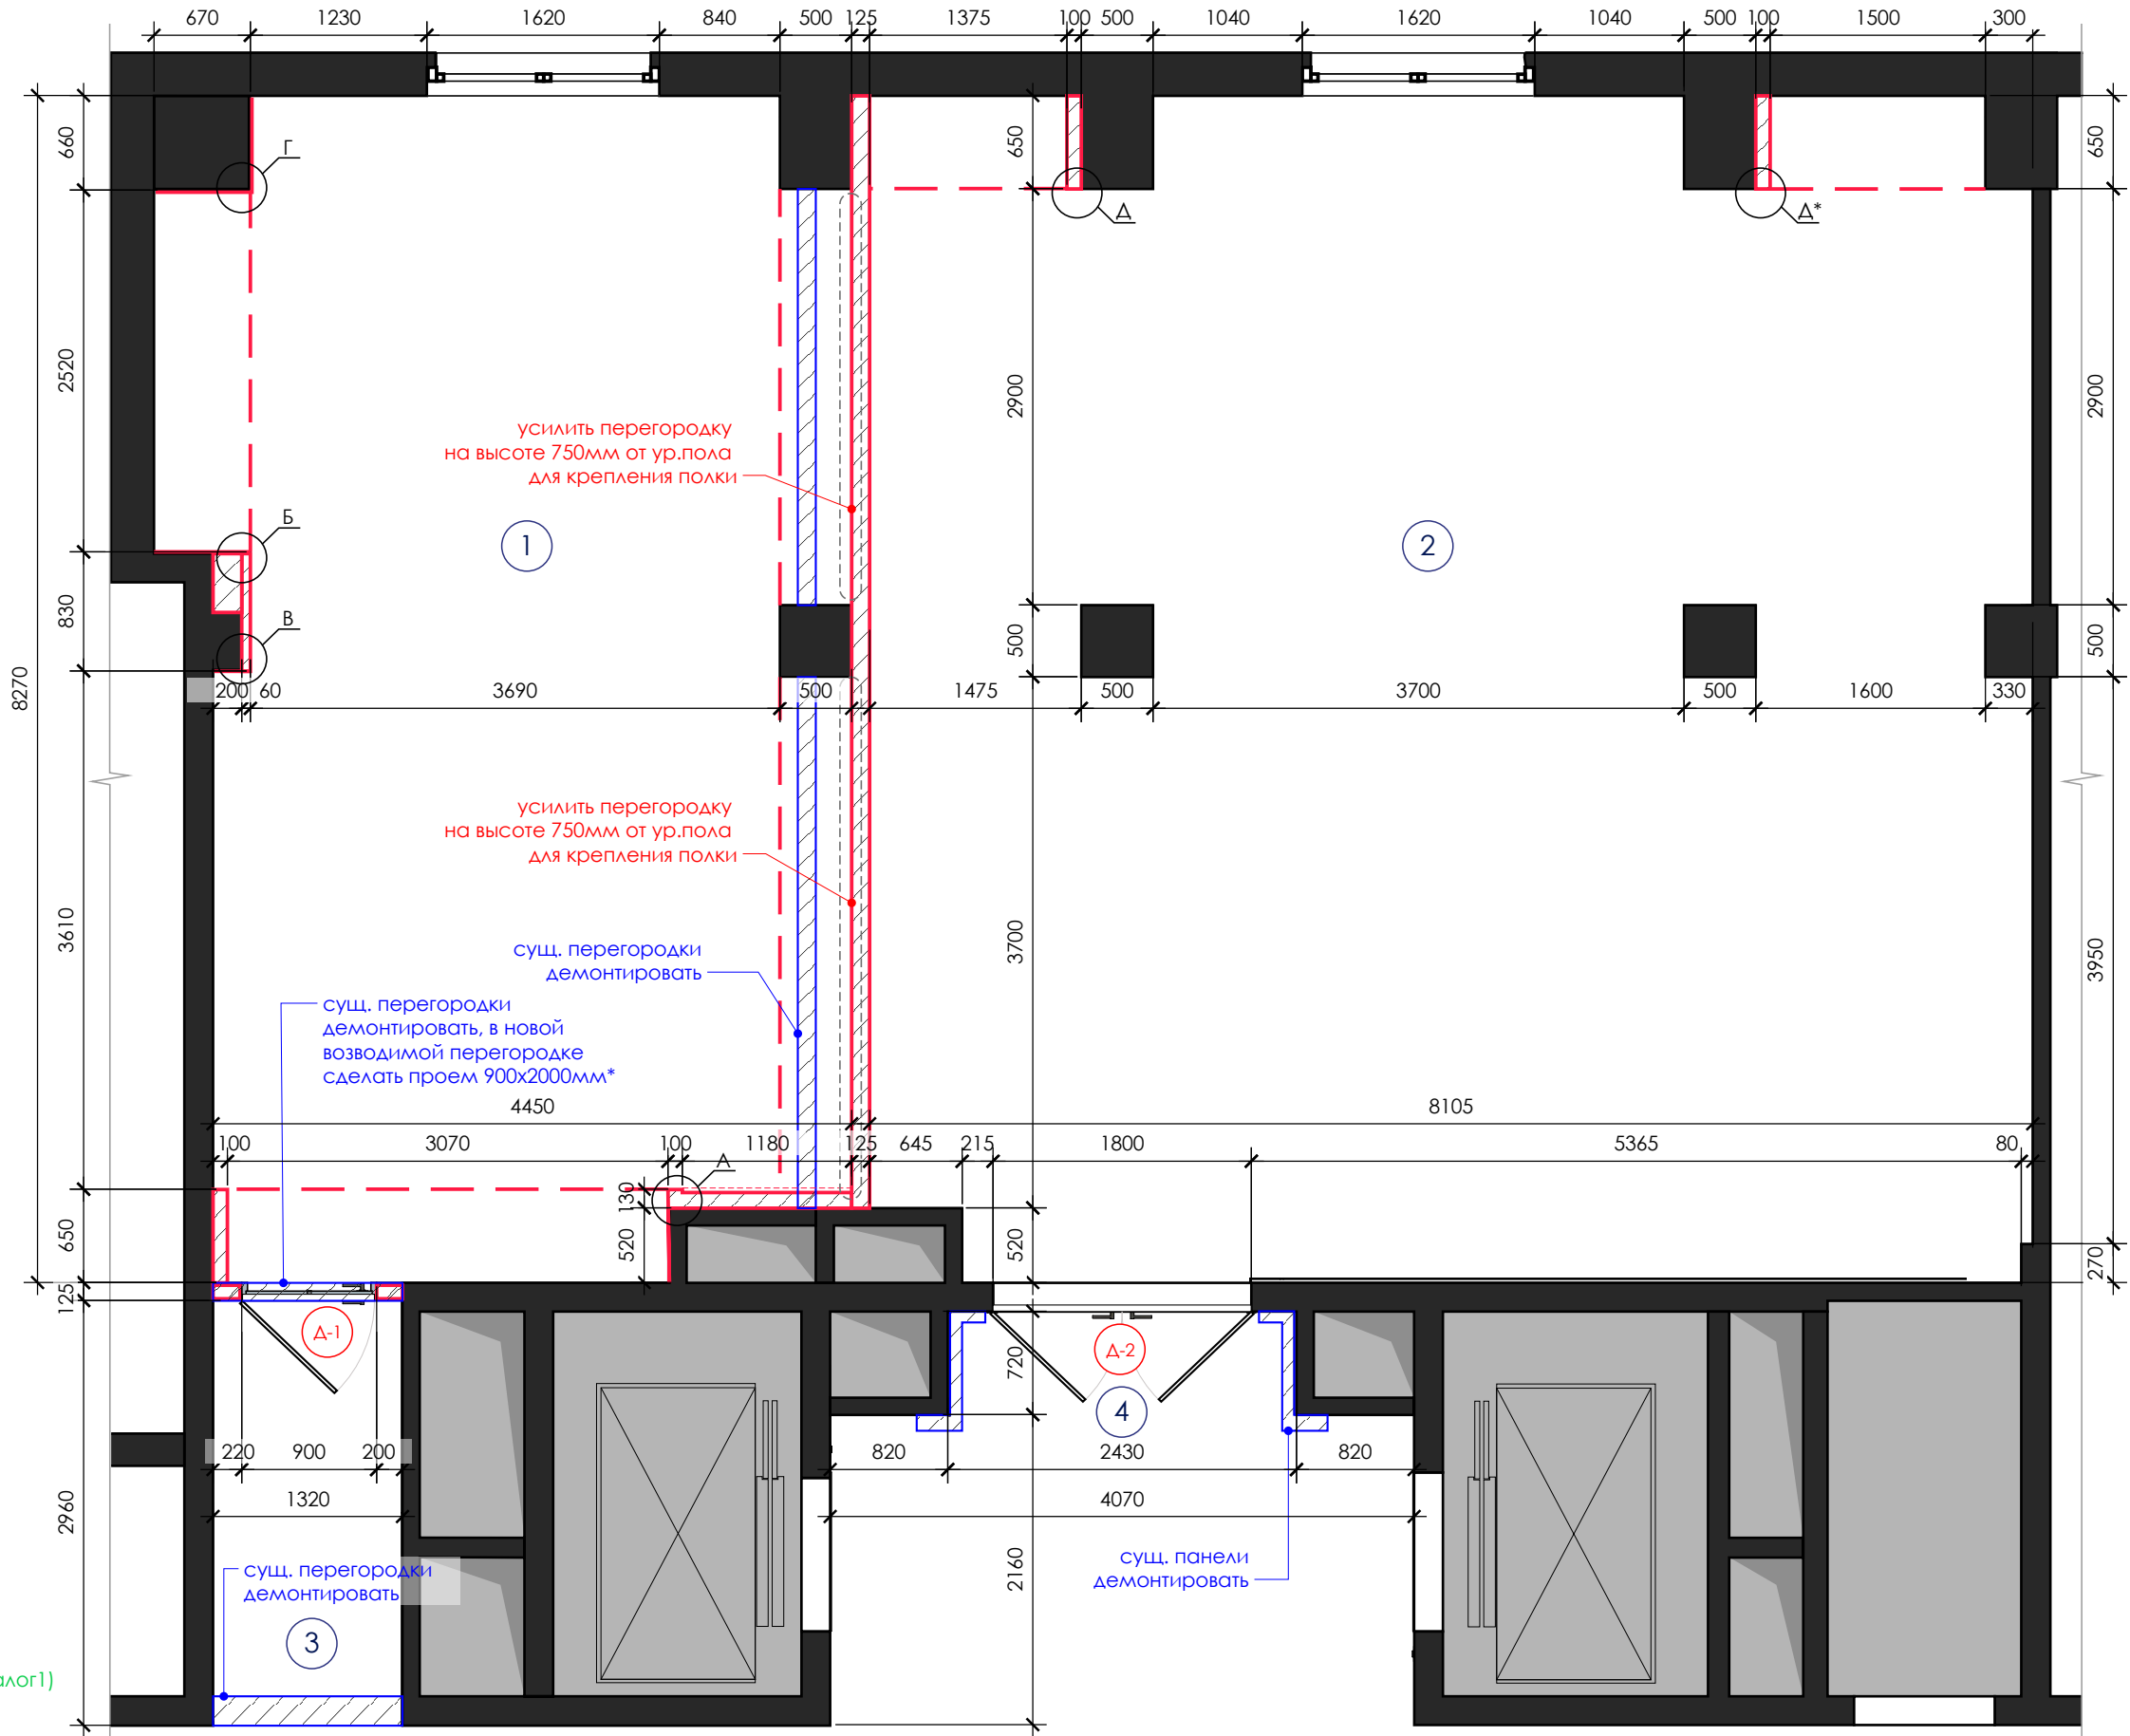 670 1230 1620 840 500 125 1375 100 500 1040 1620 1040 500 100 1500 300
660
650
650
Г
Д
Д*
2520
2900
2900
усилить перегородку
на высоте 750мм от ур.пола
для крепления полки
Б
1
2
830
В
500
500
8270
200 60 3690 500 1475 500 3700 500 1600 330
усилить перегородку
на высоте 750мм от ур.пола
для крепления полки
3610
3700
3950
сущ. перегородки
демонтировать
сущ. перегородки
демонтировать, в новой
возводимой перегородке
сделать проем 900х2000мм*
4450 8105
100 3070 100 1180 125 645 215 1800 5365 80
А
130
650
520
520
270
125
Д-1
Д-2
720
4
220 900 200
820 2430 820
1320
4070
2960
2160
сущ. перегородки
демонтировать
сущ. панели
демонтировать
3
алог1)